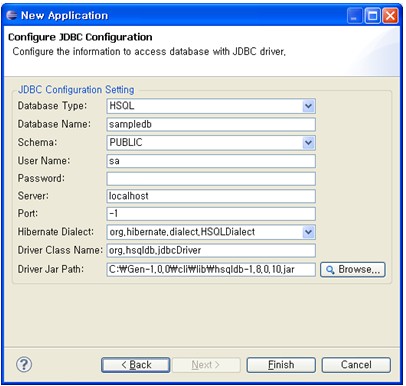 New Application
Configure JDBC Configuration
Configure the information to access database with JDBC driver.
JDBC Configuration Setting
Database Type: HSQL
Database Name: sampledb
Schema: PUBLIC
User Name: sa
Password:
Server: localhost
Port: -1
Hibernate Dialect: org.hibernate.dialect.HSQLDialect
Driver Class Name: org.hsqldb.jdbcDriver
Driver Jar Path: C:₩Gen-1.0.0₩cli₩lib₩hsqldb-1.8.0.10.jar Browse...
? < Back Next > Finish Cancel